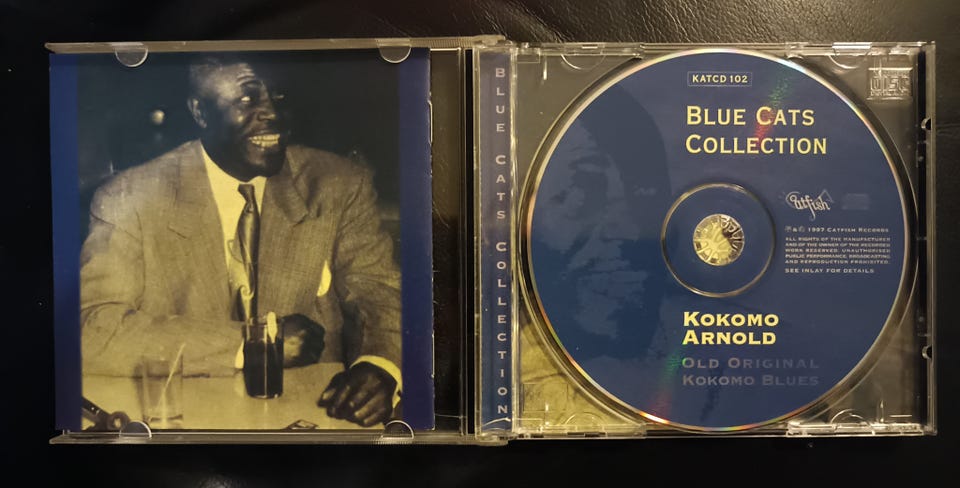 BLUE CATS COLLECTION
KATCD 102
BLUE CATS
COLLECTION
Catfish
℗ & © 1997 CATFISH RECORDS
ALL RIGHTS OF THE MANUFACTURER
AND OF THE OWNER OF THE RECORDED
WORK RESERVED. UNAUTHORISED
PUBLIC PERFORMANCE, BROADCASTING
AND REPRODUCTION PROHIBITED.
SEE INLAY FOR DETAILS
KOKOMO
ARNOLD
OLD ORIGINAL
KOKOMO BLUES